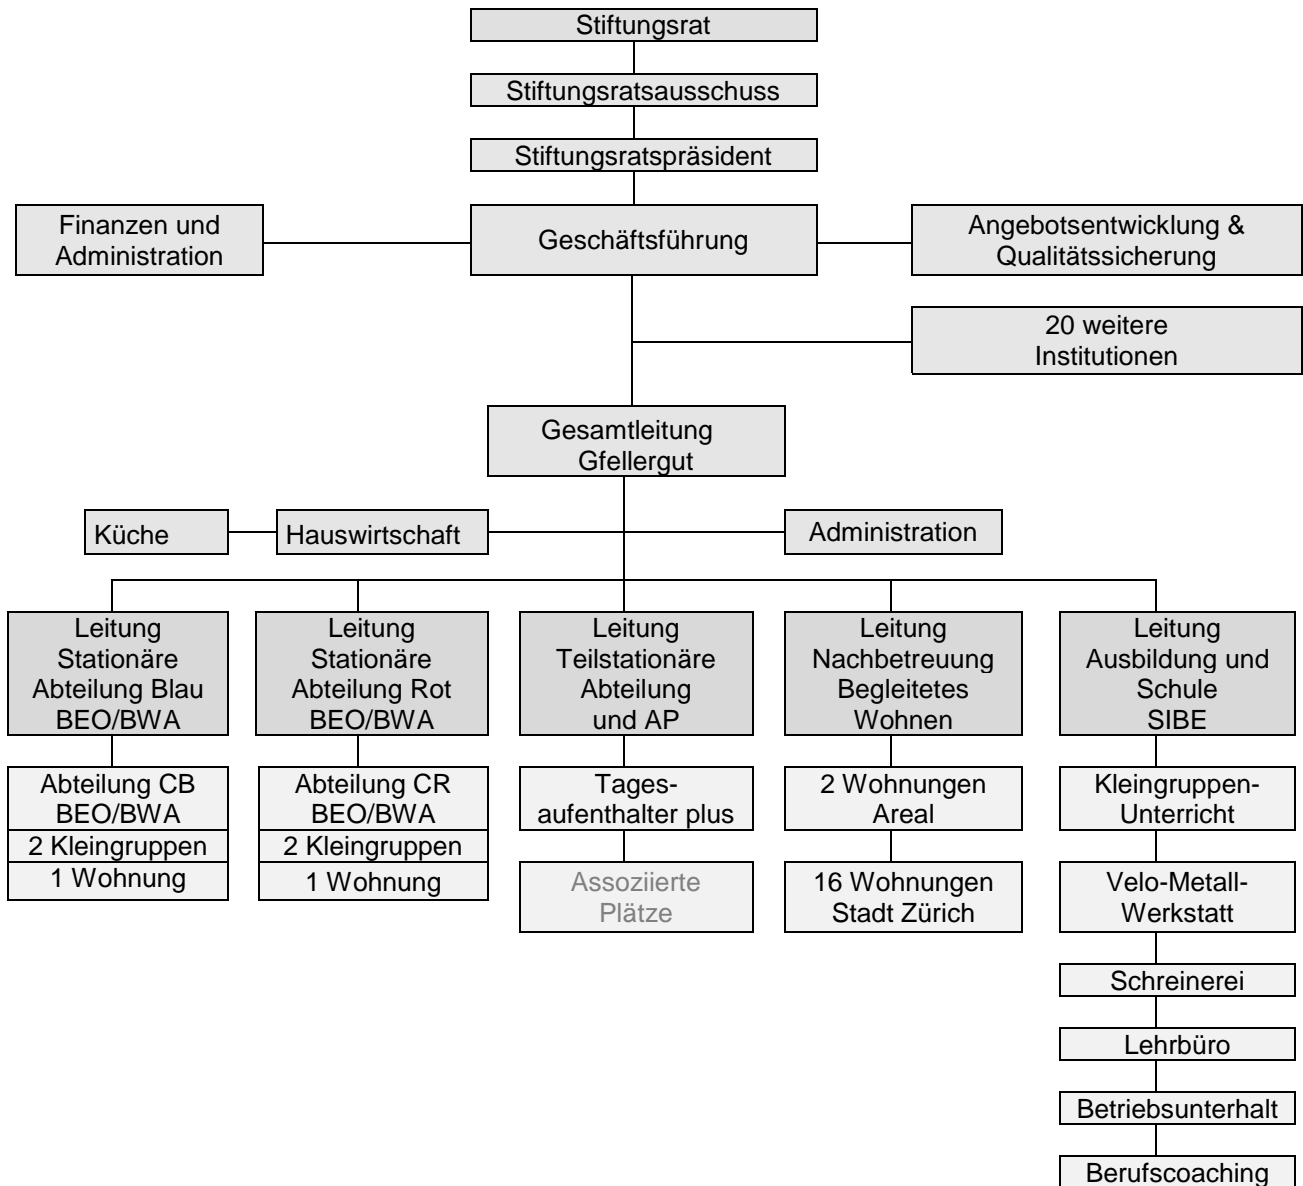 Stiftungsrat
Stiftungsratsausschuss
Stiftungsratspräsident
Finanzen und
Administration
Geschäftsführung
Angebotsentwicklung &
Qualitätssicherung
20 weitere
Institutionen
Gesamtleitung
Gfellergut
Küche
Hauswirtschaft
Administration
Leitung
Stationäre
Abteilung Blau
BEO/BWA
Leitung
Stationäre
Abteilung Rot
BEO/BWA
Leitung
Teilstationäre
Abteilung
und AP
Leitung
Nachbetreuung
Begleitetes
Wohnen
Leitung
Ausbildung und
Schule
SIBE
Abteilung CB
BEO/BWA
2 Kleingruppen
1 Wohnung
Abteilung CR
BEO/BWA
2 Kleingruppen
1 Wohnung
Tages-
aufenthalter plus
Assoziierte
Plätze
2 Wohnungen
Areal
16 Wohnungen
Stadt Zürich
Kleingruppen-
Unterricht
Velo-Metall-
Werkstatt
Schreinerei
Lehrbüro
Betriebsunterhalt
Berufscoaching